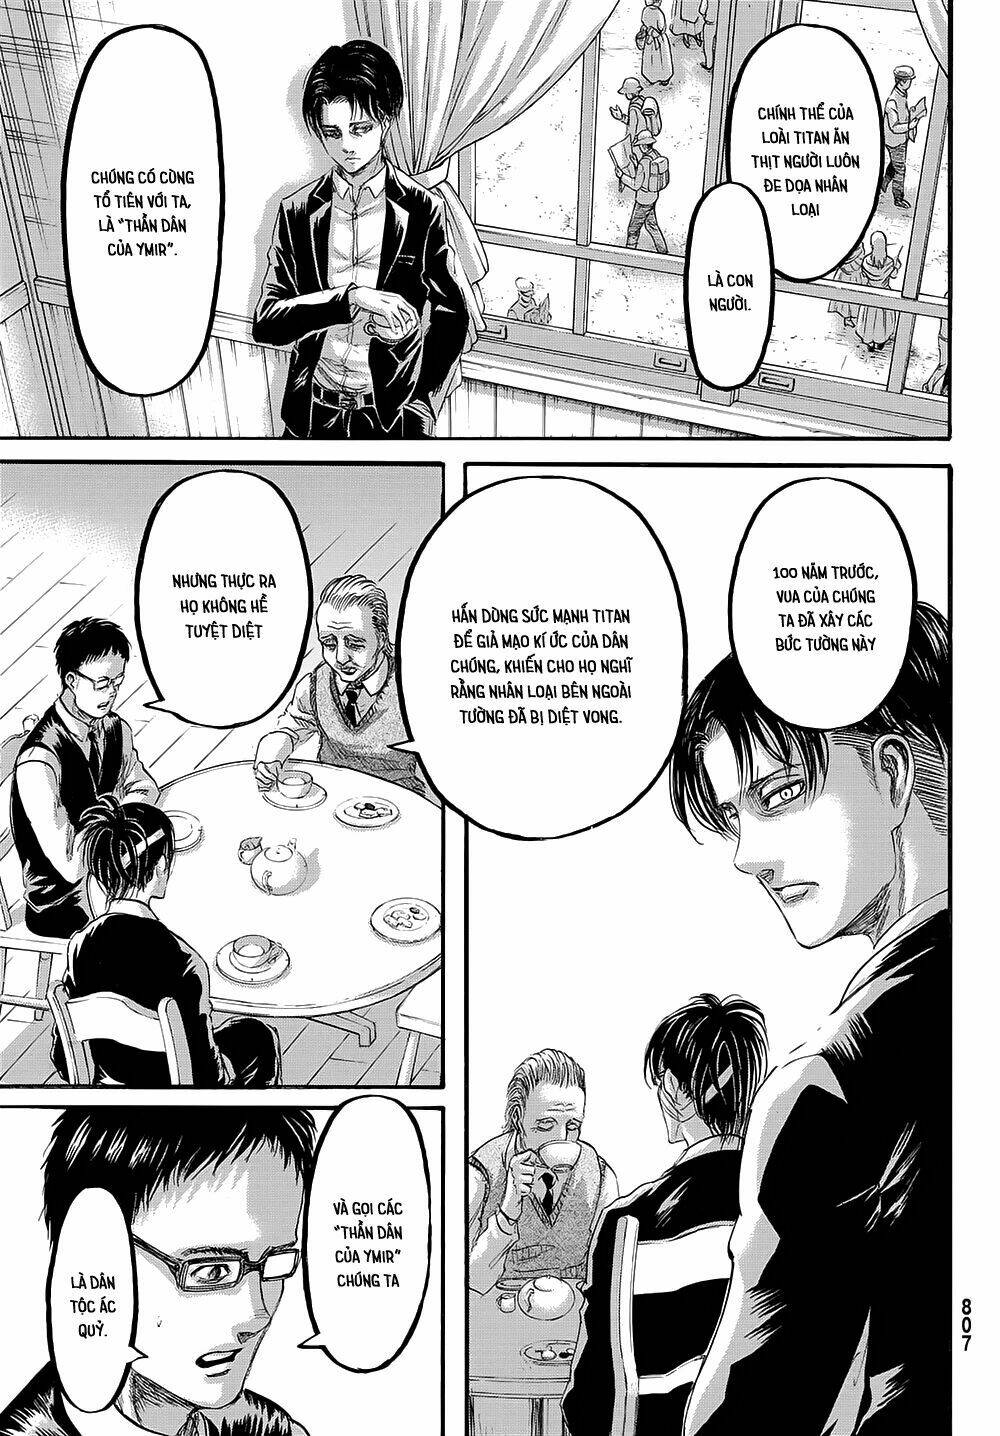 CHÍNH THỂ CỦA
LOÀI TITAN ĂN
THỊT NGƯỜI LUÔN
ĐE DỌA NHÂN
LOẠI
LÀ CON
NGƯỜI.
CHÚNG CÓ CÙNG
TỔ TIÊN VỚI TA,
LÀ "THẦN DÂN
CỦA YMIR".
100 NĂM TRƯỚC,
VUA CỦA CHÚNG
TA ĐÃ XÂY CÁC
BỨC TƯỜNG NÀY
HẮN DÙNG SỨC MẠNH TITAN
ĐỂ GIẢ MẠO KÍ ỨC CỦA DÂN
CHÚNG, KHIẾN CHO HỌ NGHĨ
RẰNG NHÂN LOẠI BÊN NGOÀI
TƯỜNG ĐÃ BỊ DIỆT VONG.
NHƯNG THỰC RA
HỌ KHÔNG HỀ
TUYỆT DIỆT
VÀ GỌI CÁC
"THẦN DÂN
CỦA YMIR"
CHÚNG TA
LÀ DÂN
TỘC ÁC
QUỶ.
807